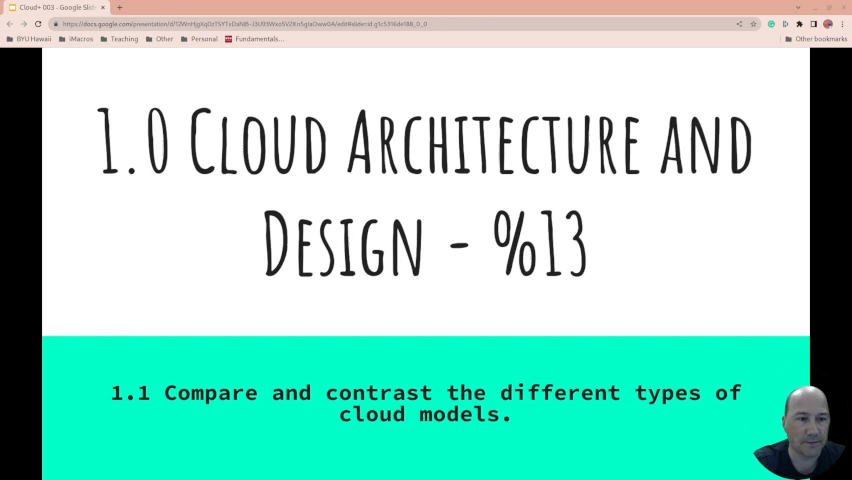 Cloud+ 003 - Google Slid
BYU Hawaii iMacros Teaching Other Personal Fundamentals... Other bookmarks
1.0 Cloud Architecture and
Design - %13
1.1 Compare and contrast the different types of
cloud models.